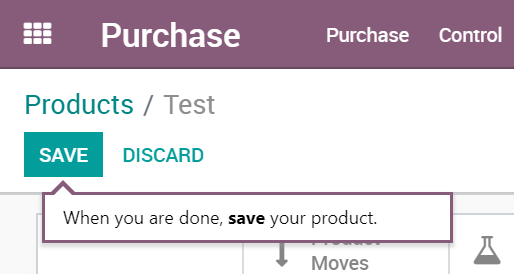 Purchase Purchase Control
Products / Test
SAVE DISCARD
When you are done, save your product.
Product
Moves